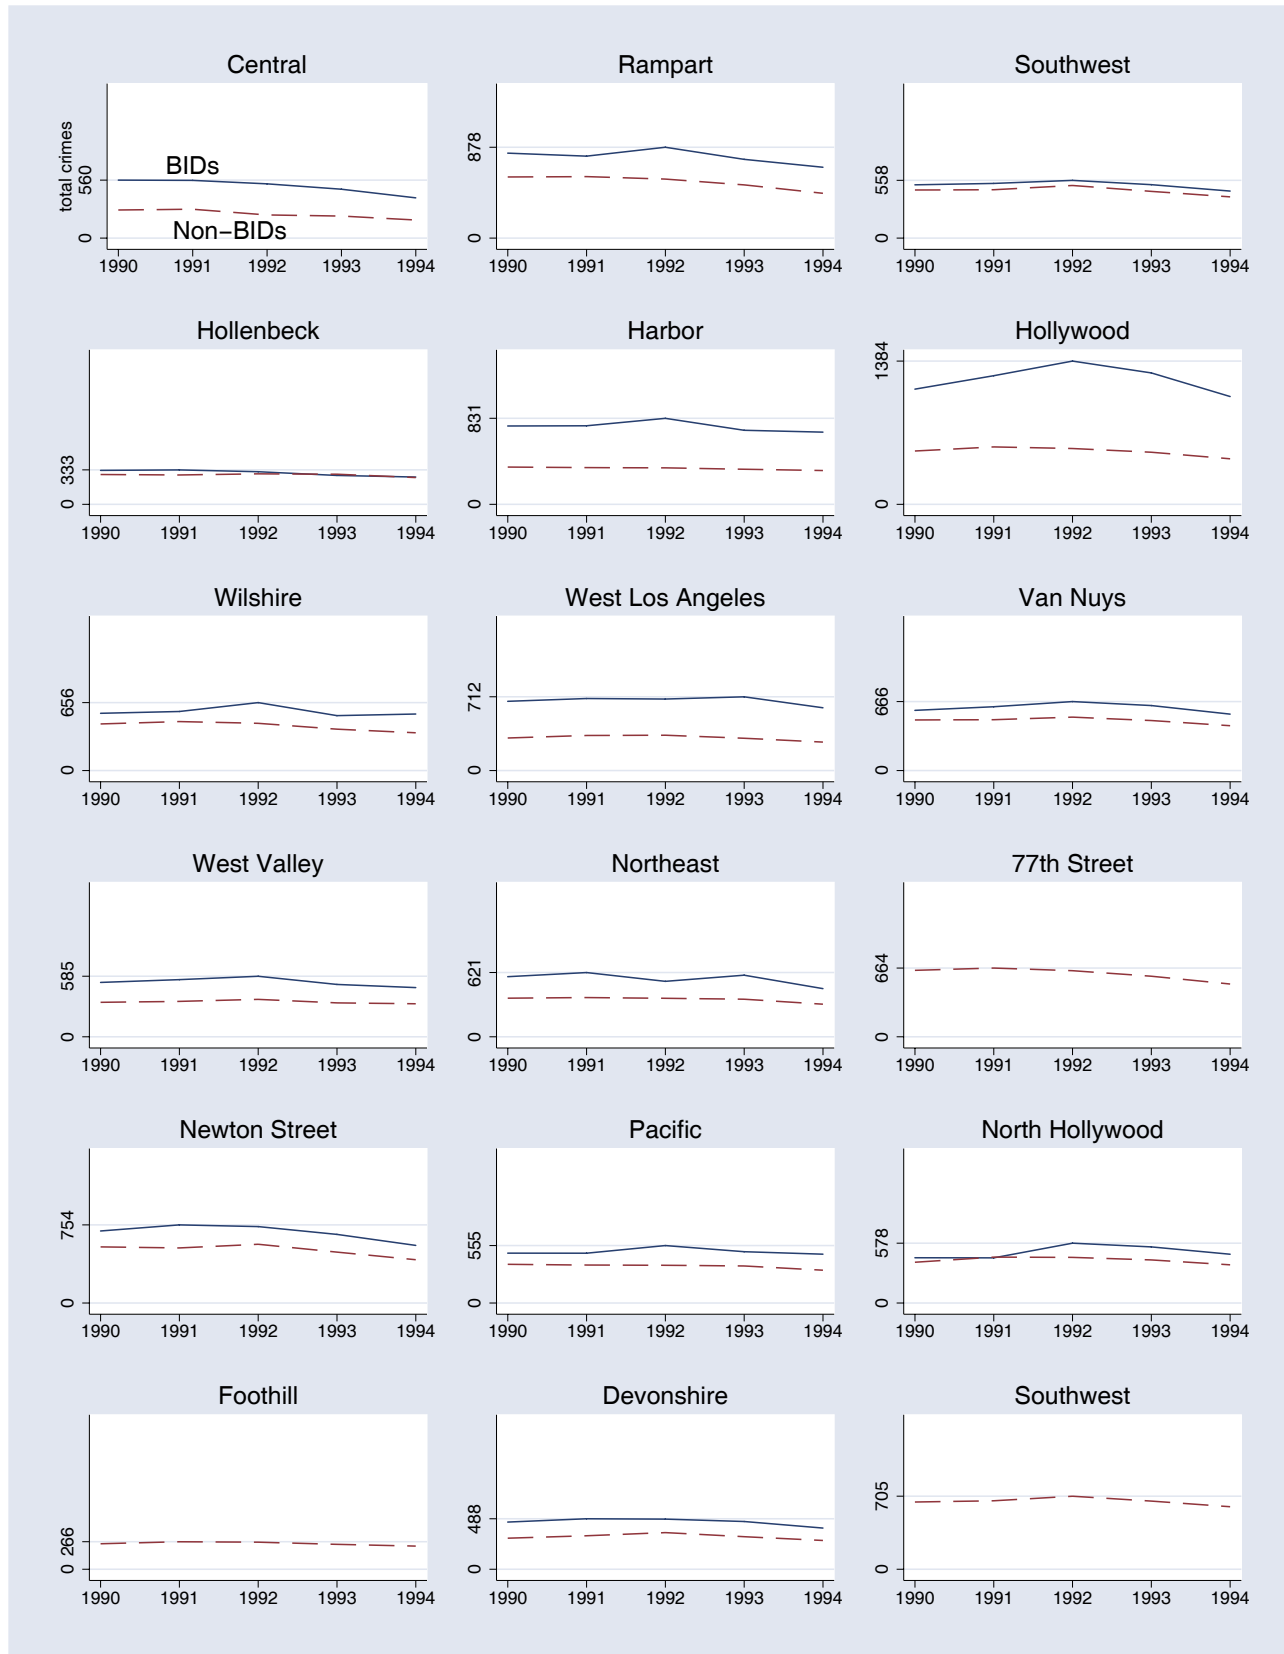 Central Rampart Southwest
total crimes
560
0
BIDs
Non−BIDs
878
0
558
0
1990 1991 1992 1993 1994 1990 1991 1992 1993 1994 1990 1991 1992 1993 1994
Hollenbeck Harbor Hollywood
333
0
831
0
1384
0
1990 1991 1992 1993 1994 1990 1991 1992 1993 1994 1990 1991 1992 1993 1994
Wilshire West Los Angeles Van Nuys
656
0
712
0
666
0
1990 1991 1992 1993 1994 1990 1991 1992 1993 1994 1990 1991 1992 1993 1994
West Valley Northeast 77th Street
585
0
621
0
664
0
1990 1991 1992 1993 1994 1990 1991 1992 1993 1994 1990 1991 1992 1993 1994
Newton Street Pacific North Hollywood
754
0
555
0
578
0
1990 1991 1992 1993 1994 1990 1991 1992 1993 1994 1990 1991 1992 1993 1994
Foothill Devonshire Southwest
266
0
488
0
705
0
1990 1991 1992 1993 1994 1990 1991 1992 1993 1994 1990 1991 1992 1993 1994